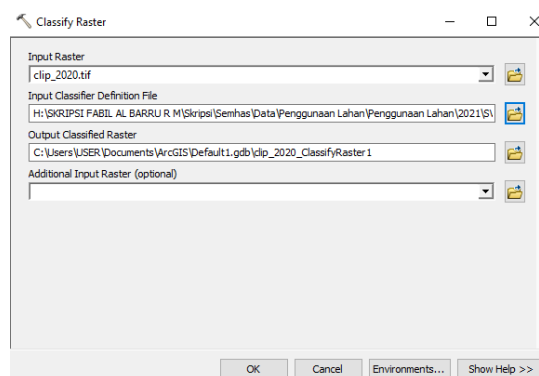 Classify Raster
Input Raster
clip_2020.tif
Input Classifier Definition File
H:\SKRIPSI FABIL AL BARRU R M\Skripsi\Semhas\Data\Penggunaan Lahan\Penggunaan Lahan\2021\S\
Output Classified Raster
C:\Users\USER\Documents\ArcGIS\Default1.gdb\clip_2020_ClassifyRaster1
Additional Input Raster (optional)
OK Cancel Environments... Show Help >>